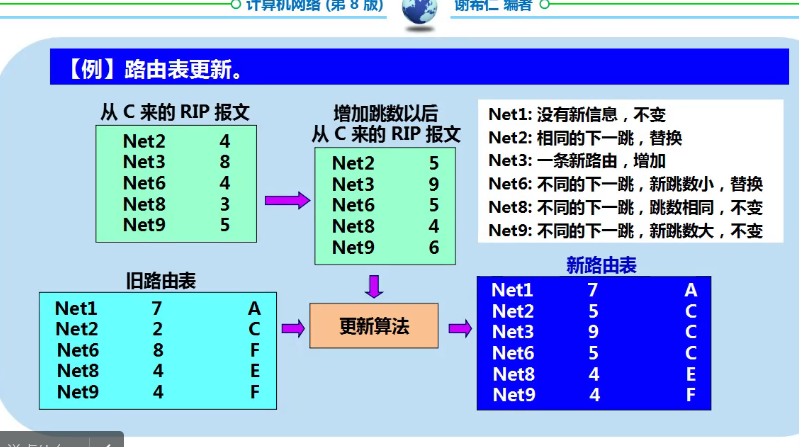 计算机网络 (第 8 版) 谢希仁 编著
【例】路由表更新。
从 C 来的 RIP 报文
Net2 4
Net3 8
Net6 4
Net8 3
Net9 5
增加跳数以后
从 C 来的 RIP 报文
Net2 5
Net3 9
Net6 5
Net8 4
Net9 6
Net1: 没有新信息，不变
Net2: 相同的下一跳，替换
Net3: 一条新路由，增加
Net6: 不同的下一跳，新跳数小，替换
Net8: 不同的下一跳，跳数相同，不变
Net9: 不同的下一跳，新跳数大，不变
旧路由表
Net1 7 A
Net2 2 C
Net6 8 F
Net8 4 E
Net9 4 F
更新算法
新路由表
Net1 7 A
Net2 5 C
Net3 9 C
Net6 5 C
Net8 4 E
Net9 4 F